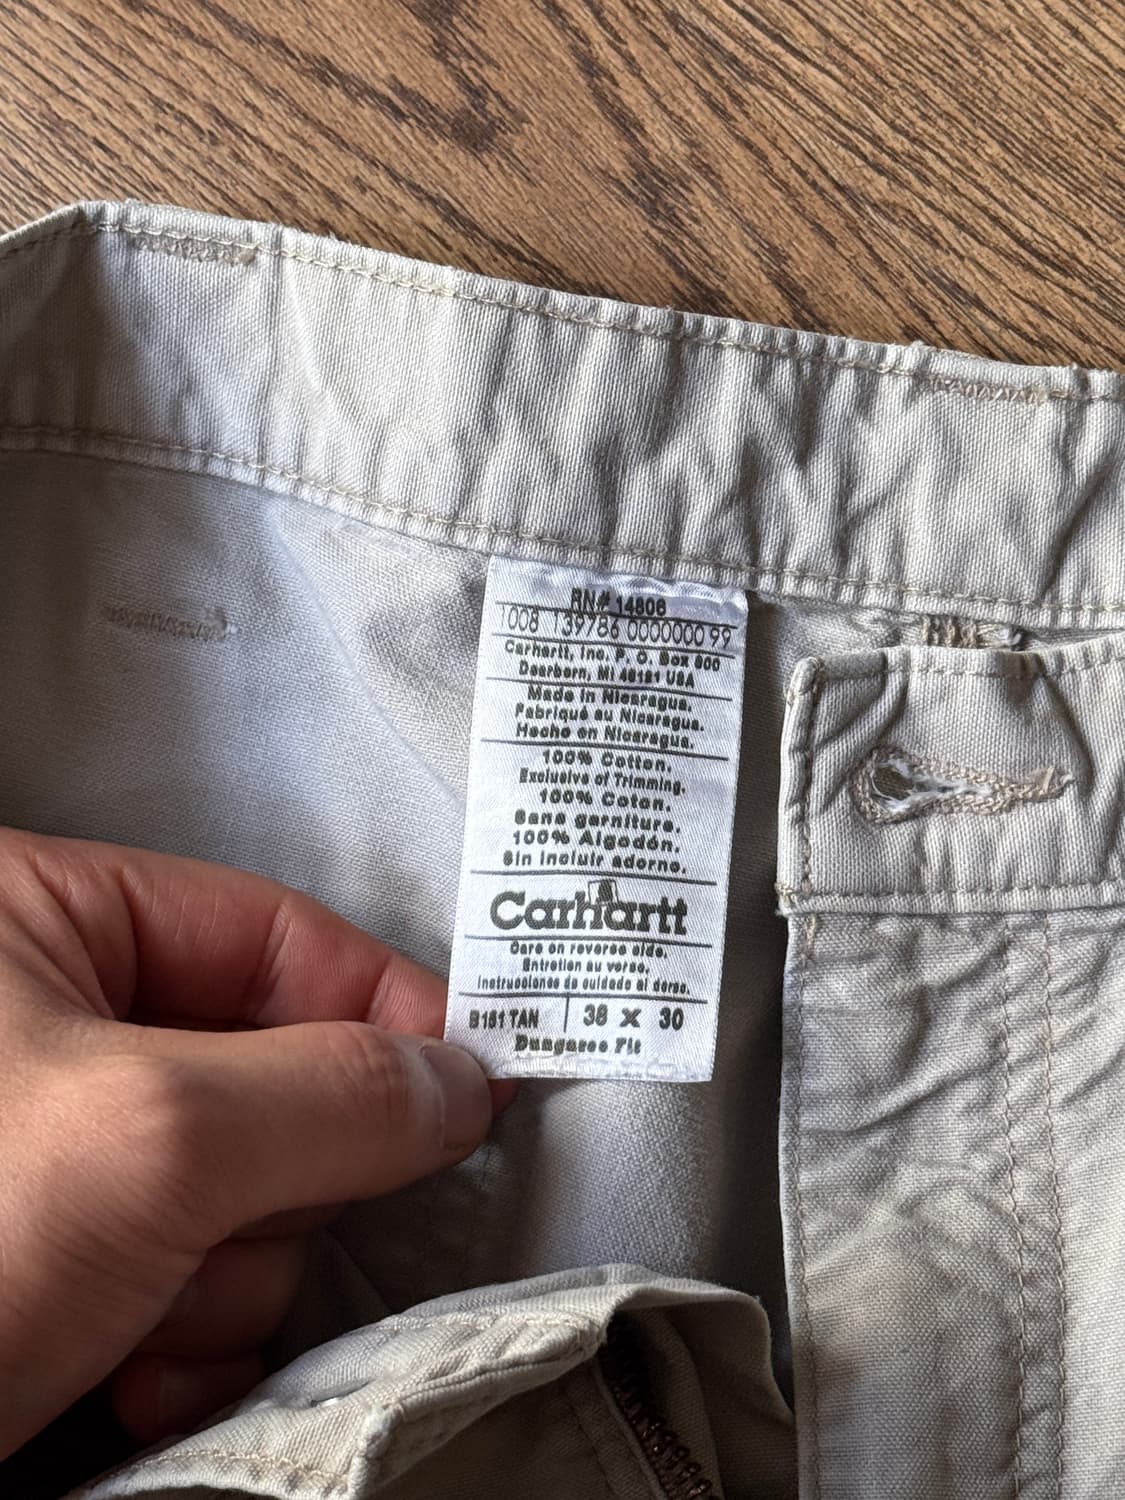 RN# 14806
1008 139786 0000000 99
Carhartt, Inc. P. O. Box 600
Dearborn, MI 48121 USA
Made in Nicaragua.
Fabriqué au Nicaragua.
Hecho en Nicaragua.
100% Cotton.
Exclusive of Trimming.
100% Coton.
Sans garniture.
100% Algodón.
Sin incluir adorno.
Carhartt
Care on reverse side.
Entretien au verso.
Instrucciones de cuidado al dorso.
B151 TAN 38 x 30
Dungaree Fit